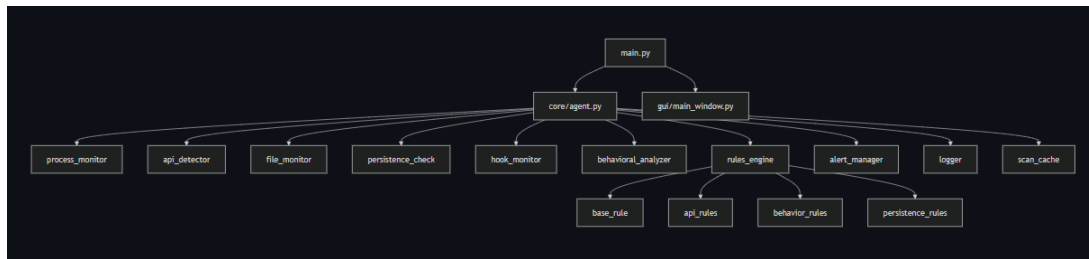 main.py
core/agent.py
gui/main_window.py
process_monitor
api_detector
file_monitor
persistence_check
hook_monitor
behavioral_analyzer
rules_engine
alert_manager
logger
scan_cache
base_rule
api_rules
behavior_rules
persistence_rules